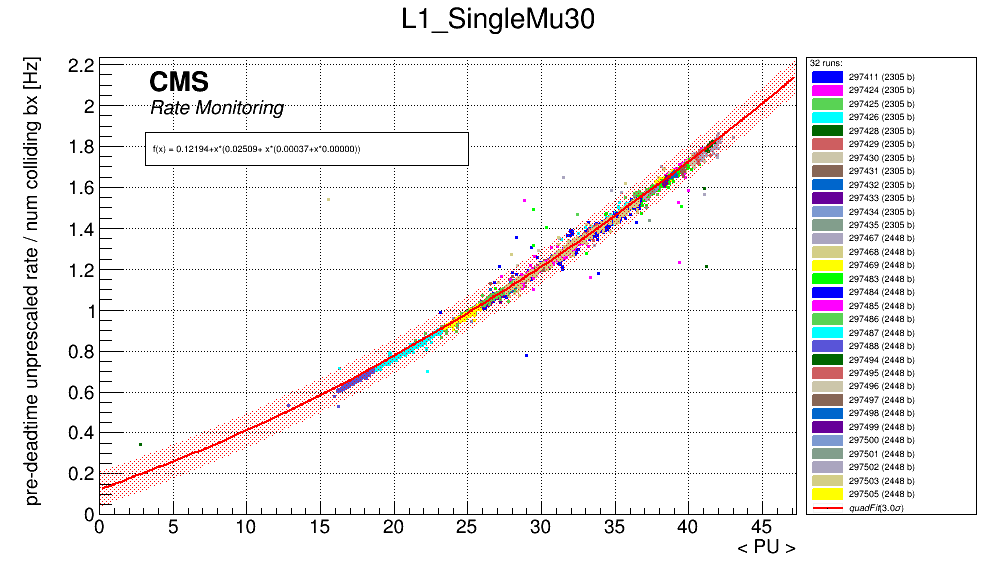 L1_SingleMu30
pre-deadtime unprescaled rate / num colliding bx [Hz]
2.2
2
1.8
1.6
1.4
1.2
1
0.8
0.6
0.4
0.2
0
CMS
Rate Monitoring
f(x) = 0.12194+x*(0.02509+ x*(0.00037+x*0.00000))
0 5 10 15 20 25 30 35 40 45
< PU >
32 runs:
297411 (2305 b)
297424 (2305 b)
297425 (2305 b)
297426 (2305 b)
297428 (2305 b)
297429 (2305 b)
297430 (2305 b)
297431 (2305 b)
297432 (2305 b)
297433 (2305 b)
297434 (2305 b)
297435 (2305 b)
297467 (2448 b)
297468 (2448 b)
297469 (2448 b)
297483 (2448 b)
297484 (2448 b)
297485 (2448 b)
297486 (2448 b)
297487 (2448 b)
297488 (2448 b)
297494 (2448 b)
297495 (2448 b)
297496 (2448 b)
297497 (2448 b)
297498 (2448 b)
297499 (2448 b)
297500 (2448 b)
297501 (2448 b)
297502 (2448 b)
297503 (2448 b)
297505 (2448 b)
quadFit(3.0σ)